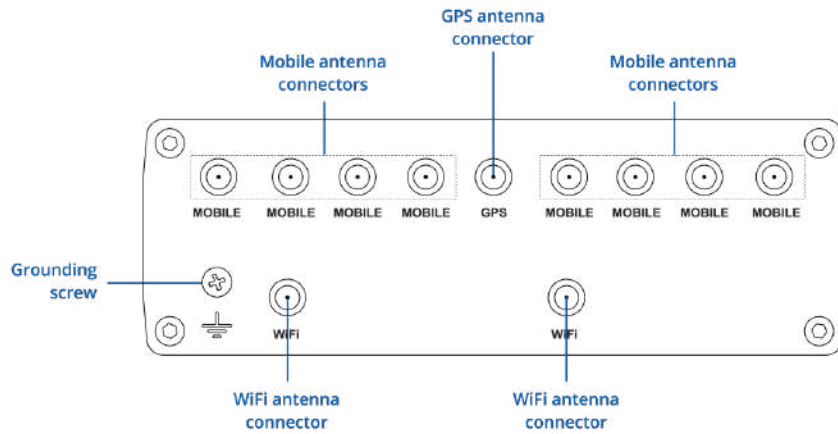 GPS antenna
connector
Mobile antenna
connectors
Mobile antenna
connectors
MOBILE MOBILE MOBILE MOBILE GPS MOBILE MOBILE MOBILE MOBILE
Grounding
screw
WiFi WiFi
WiFi antenna
connector
WiFi antenna
connector